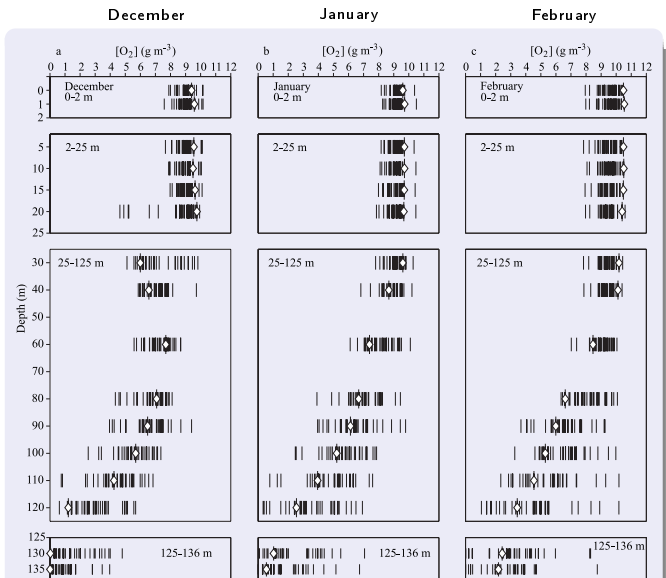 December January February
a [O₂] (g m⁻³) b [O₂] (g m⁻³) c [O₂] (g m⁻³)
0 1 2 3 4 5 6 7 8 9 10 11 12 0 1 2 3 4 5 6 7 8 9 10 11 12 0 1 2 3 4 5 6 7 8 9 10 11 12
0 December January February
1 0–2 m 0–2 m 0–2 m
2
5 2–25 m 2–25 m 2–25 m
10
15
20
25
30 25–125 m 25–125 m 25–125 m
40
50
Depth (m)
60
70
80
90
100
110
120
125
130 125-136 m 125-136 m 125-136 m
135